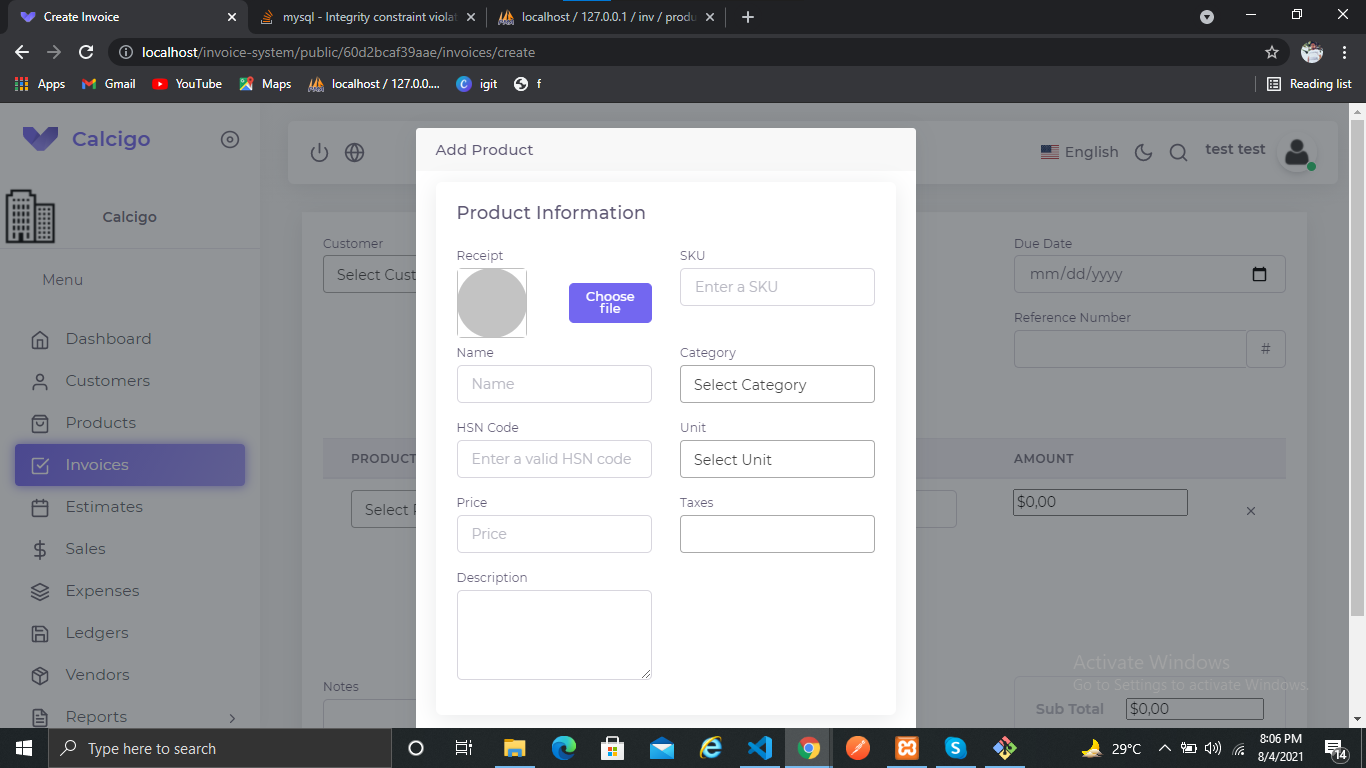 Create Invoice
mysql - Integrity constraint violat
localhost / 127.0.0.1 / inv / produ
localhost/invoice-system/public/60d2bcaf39aae/invoices/create
Apps
Gmail
YouTube
Maps
localhost / 127.0.0....
igit
f
Reading list
Calcigo
Calcigo
Menu
Dashboard
Customers
Products
Invoices
Estimates
Sales
Expenses
Ledgers
Vendors
Reports
English
test test
Customer
Select Cust
Due Date
mm/dd/yyyy
Reference Number
#
PRODUCT
AMOUNT
Select P
$0,00
Notes
Sub Total
$0,00
Add Product
Product Information
Receipt
Choose
file
SKU
Enter a SKU
Name
Name
Category
Select Category
HSN Code
Enter a valid HSN code
Unit
Select Unit
Price
Price
Taxes
Description
Activate Windows
Go to Settings to activate Windows.
Type here to search
29°C
8:06 PM
8/4/2021
14